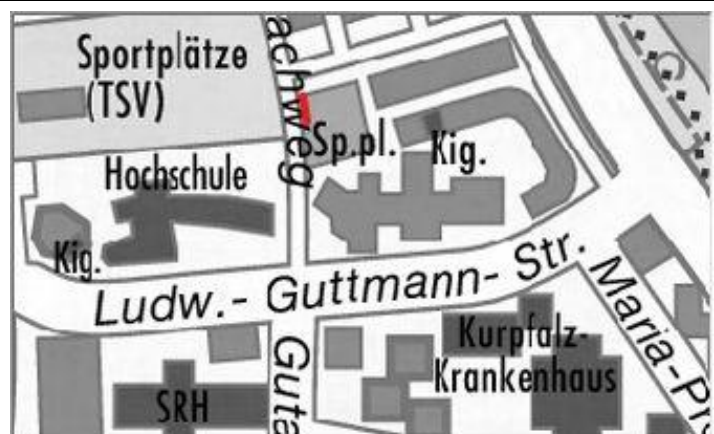 Sportplätze
(TSV)
achweg
Sp.pl.
Kig.
Hochschule
Kig.
Ludw.- Guttmann- Str.
Maria-Pr
Kurpfalz-
Krankenhaus
SRH
Guta